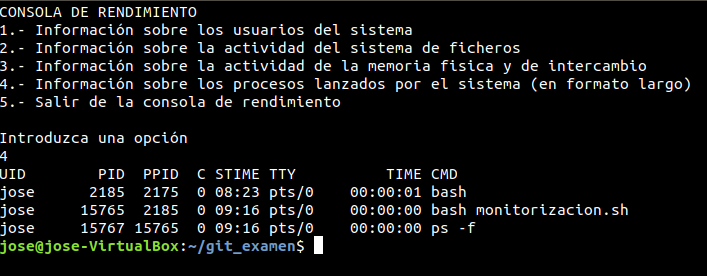 CONSOLA DE RENDIMIENTO
1.- Información sobre los usuarios del sistema
2.- Información sobre la actividad del sistema de ficheros
3.- Información sobre la actividad de la memoria fisica y de intercambio
4.- Información sobre los procesos lanzados por el sistema (en formato largo)
5.- Salir de la consola de rendimiento
Introduzca una opción
4
UID        PID  PPID  C STIME TTY          TIME CMD
jose      2185  2175  0 08:23 pts/0    00:00:01 bash
jose     15765  2185  0 09:16 pts/0    00:00:00 bash monitorizacion.sh
jose     15767 15765  0 09:16 pts/0    00:00:00 ps -f
jose@jose-VirtualBox:~/git_examen$